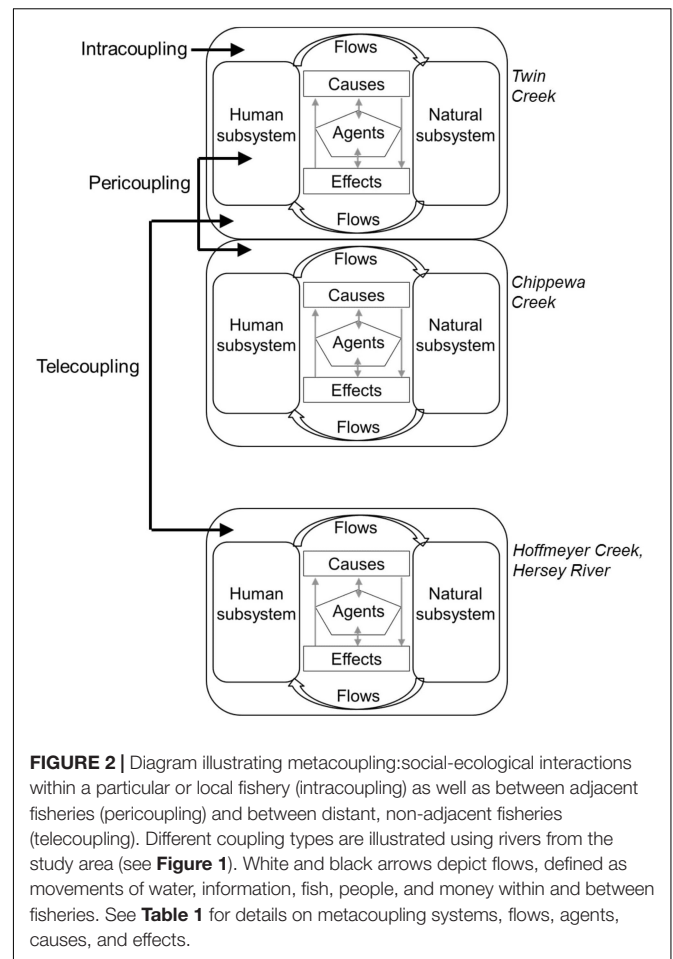 Intracoupling
Flows
Twin
Creek
Causes
Human
subsystem
Natural
subsystem
Agents
Pericoupling
Effects
Flows
Flows
Chippewa
Creek
Causes
Human
subsystem
Natural
subsystem
Agents
Telecoupling
Effects
Flows
Flows
Hoffmeyer Creek,
Hersey River
Causes
Human
subsystem
Natural
subsystem
Agents
Effects
Flows
FIGURE 2 | Diagram illustrating metacoupling:social-ecological interactions
within a particular or local fishery (intracoupling) as well as between adjacent
fisheries (pericoupling) and between distant, non-adjacent fisheries
(telecoupling). Different coupling types are illustrated using rivers from the
study area (see Figure 1). White and black arrows depict flows, defined as
movements of water, information, fish, people, and money within and between
fisheries. See Table 1 for details on metacoupling systems, flows, agents,
causes, and effects.